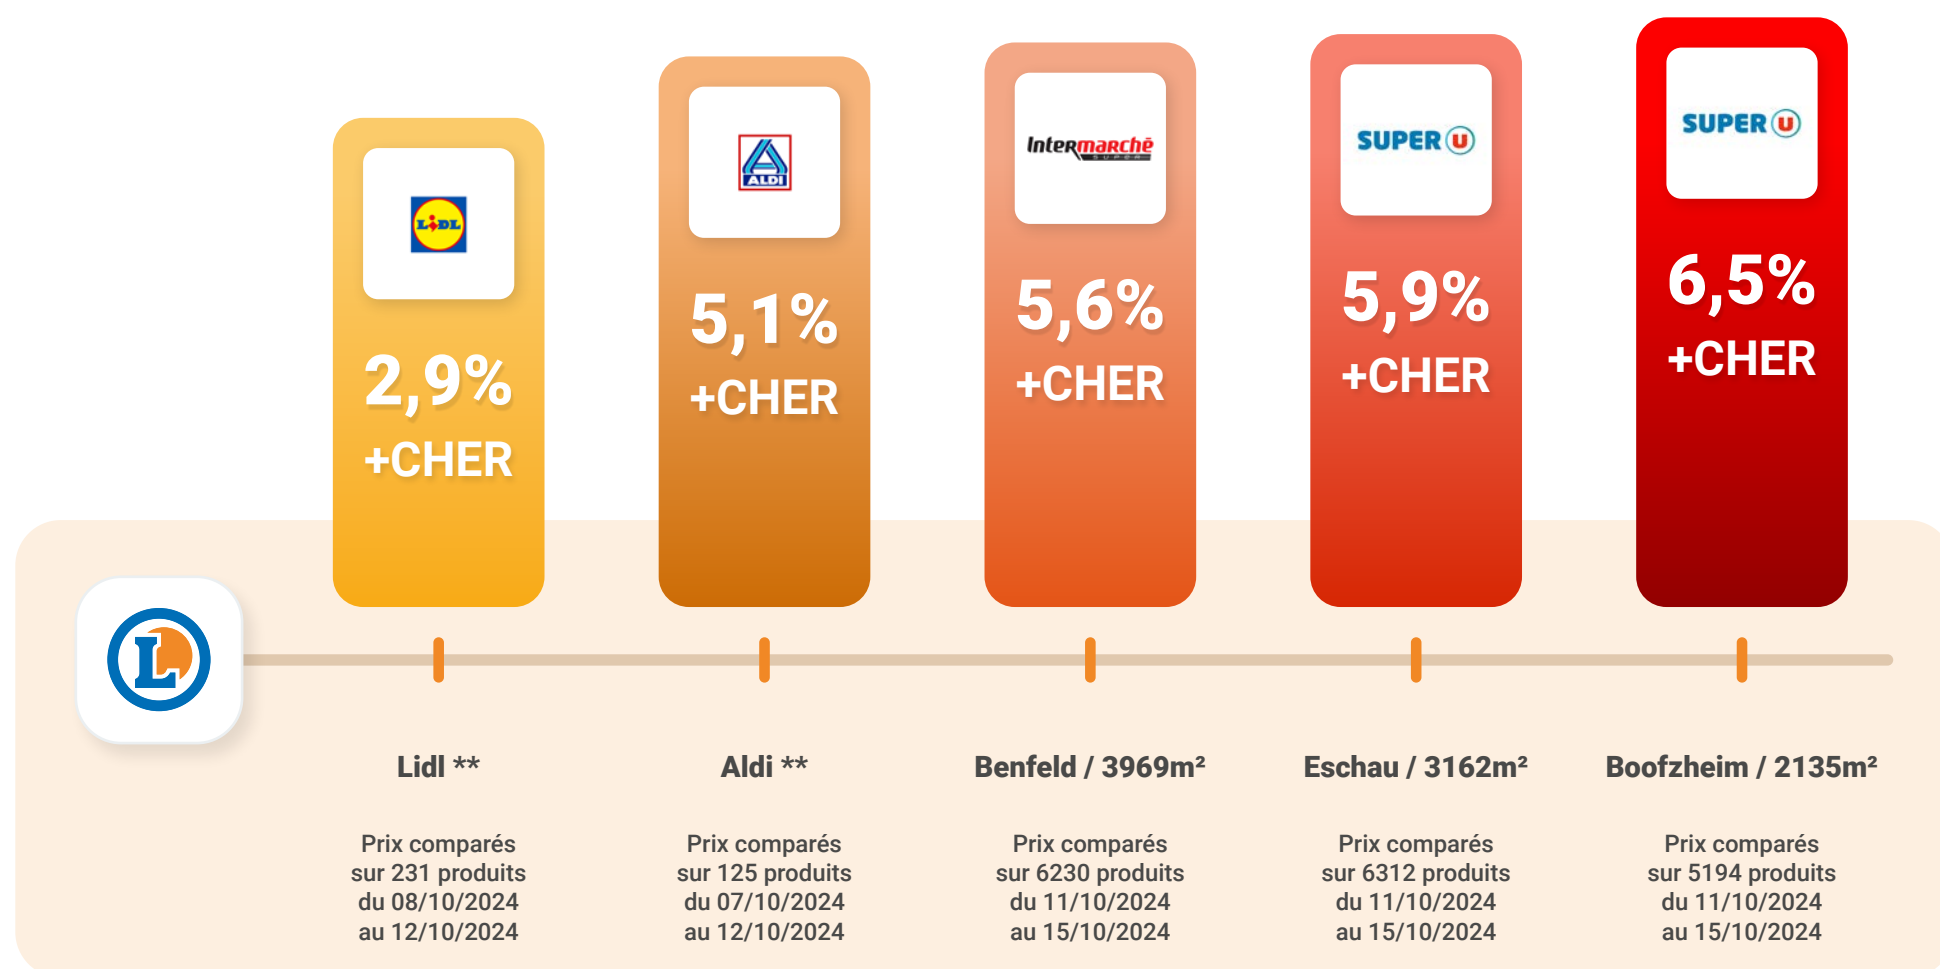 LIDL
2,9%
+CHER
ALDI
5,1%
+CHER
Intermarché
SUPER
5,6%
+CHER
SUPER U
5,9%
+CHER
SUPER U
6,5%
+CHER
L
Lidl **
Prix comparés
sur 231 produits
du 08/10/2024
au 12/10/2024
Aldi **
Prix comparés
sur 125 produits
du 07/10/2024
au 12/10/2024
Benfeld / 3969m²
Prix comparés
sur 6230 produits
du 11/10/2024
au 15/10/2024
Eschau / 3162m²
Prix comparés
sur 6312 produits
du 11/10/2024
au 15/10/2024
Boofzheim / 2135m²
Prix comparés
sur 5194 produits
du 11/10/2024
au 15/10/2024